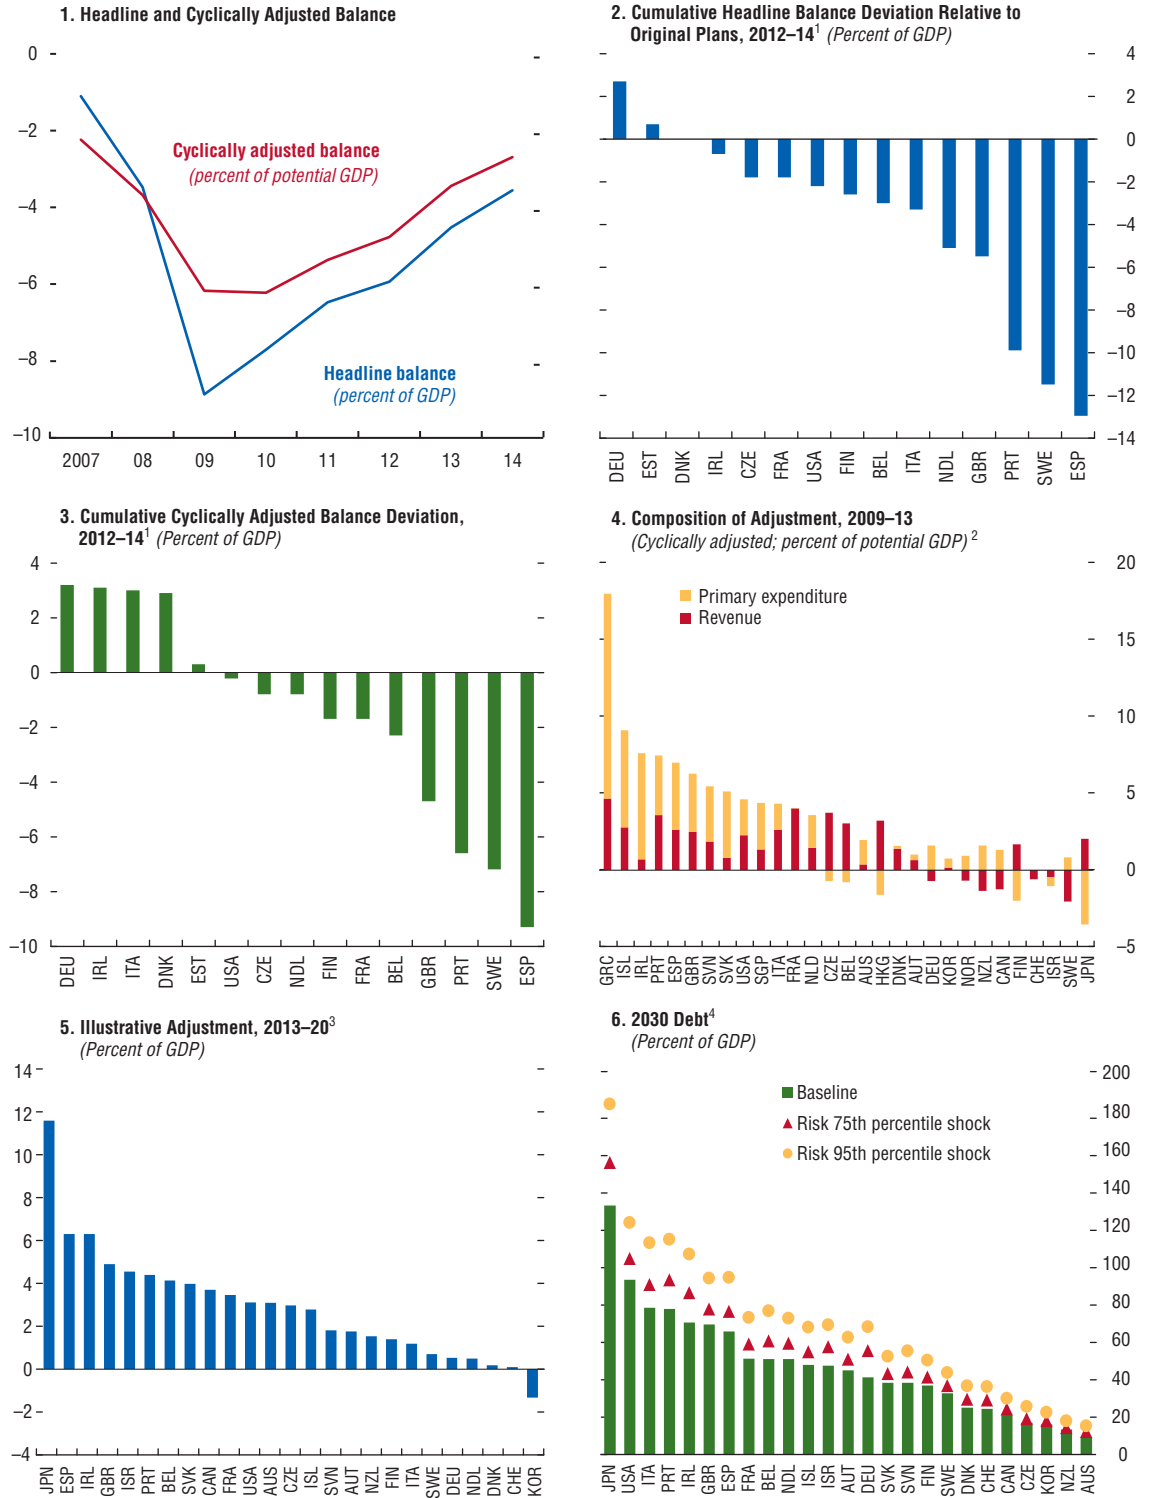 1. Headline and Cyclically Adjusted Balance
0
–2
–4
–6
–8
–10
Cyclically adjusted balance
(percent of potential GDP)
Headline balance
(percent of GDP)
2007 08 09 10 11 12 13 14
2. Cumulative Headline Balance Deviation Relative to
Original Plans, 2012–14¹ (Percent of GDP)
4
2
0
–2
–4
–6
–8
–10
–12
–14
DEU EST DNK IRL CZE FRA USA FIN BEL ITA NDL GBR PRT SWE ESP
3. Cumulative Cyclically Adjusted Balance Deviation,
2012–14¹ (Percent of GDP)
4
2
0
–2
–4
–6
–8
–10
DEU IRL ITA DNK EST USA CZE NDL FIN FRA BEL GBR PRT SWE ESP
4. Composition of Adjustment, 2009–13
(Cyclically adjusted; percent of potential GDP) ²
Primary expenditure
Revenue
20
15
10
5
0
–5
GRC ISL IRL PRT ESP GBR SVN SVK USA SGP ITA FRA NLD CZE BEL AUS HKG DNK AUT DEU KOR NOR NZL CAN FIN CHE ISR SWE JPN
5. Illustrative Adjustment, 2013–20³
(Percent of GDP)
14
12
10
8
6
4
2
0
–2
–4
JPN ESP IRL GBR ISR PRT BEL SVK CAN FRA USA AUS CZE ISL SVN AUT NZL FIN ITA SWE DEU NDL DNK CHE KOR
6. 2030 Debt⁴
(Percent of GDP)
Baseline
Risk 75th percentile shock
Risk 95th percentile shock
200
180
160
140
120
100
80
60
40
20
0
JPN USA ITA PRT IRL GBR ESP FRA BEL NDL ISL ISR AUT DEU SVK SVN FIN SWE DNK CHE CAN CZE KOR NZL AUS